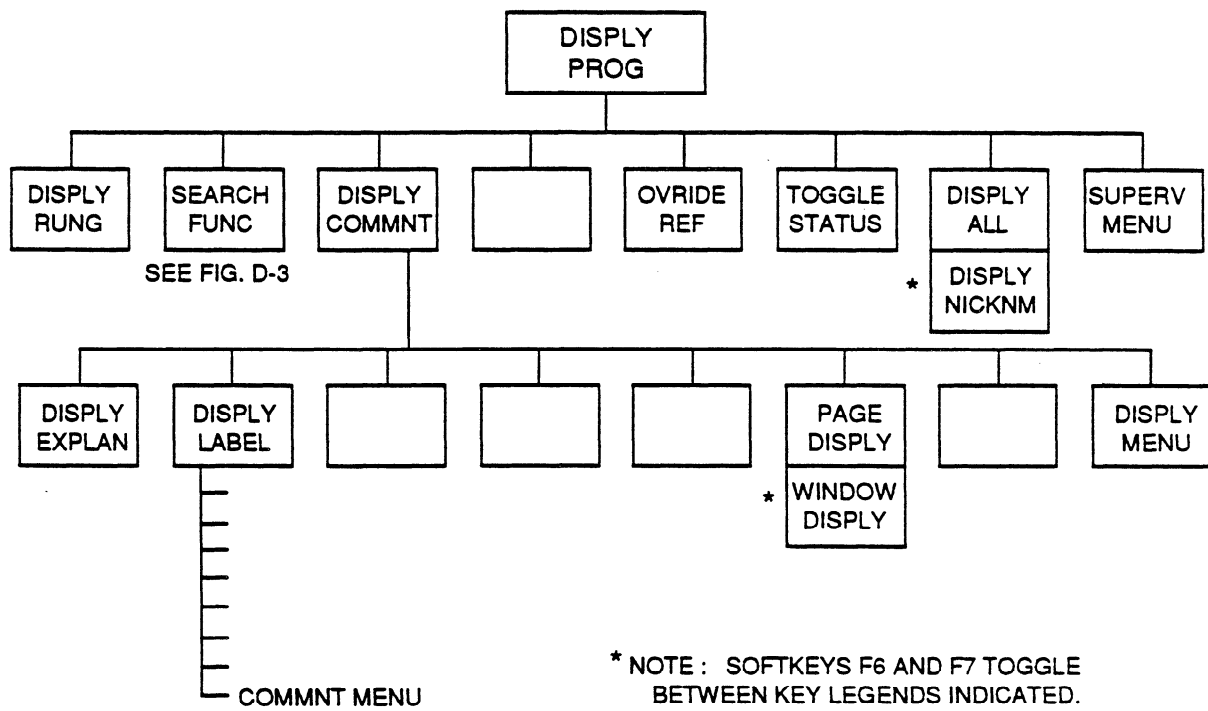 DISPLY
PROG
DISPLY
RUNG
SEARCH
FUNC
DISPLY
COMMNT
OVRIDE
REF
TOGGLE
STATUS
DISPLY
ALL
SUPERV
MENU
SEE FIG. D-3
*
DISPLY
NICKNM
DISPLY
EXPLAN
DISPLY
LABEL
PAGE
DISPLY
DISPLY
MENU
*
WINDOW
DISPLY
COMMNT MENU
* NOTE : SOFTKEYS F6 AND F7 TOGGLE
BETWEEN KEY LEGENDS INDICATED.